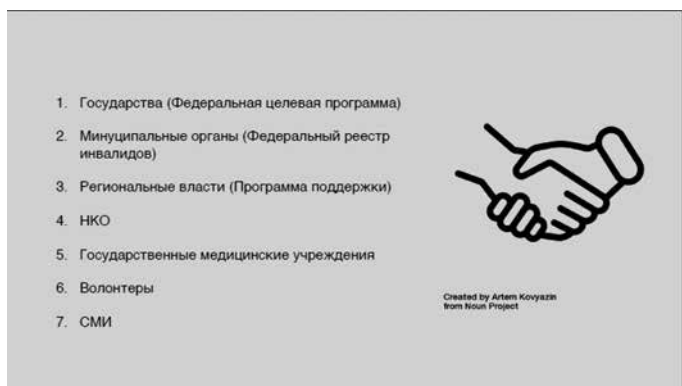 1. Государства (Федеральная целевая программа)
2. Минуципальные органы (Федеральный реестр
инвалидов)
3. Региональные власти (Программа поддержки)
4. НКО
5. Государственные медицинские учреждения
6. Волонтеры
7. СМИ
Created by Artem Kovyazin
from Noun Project